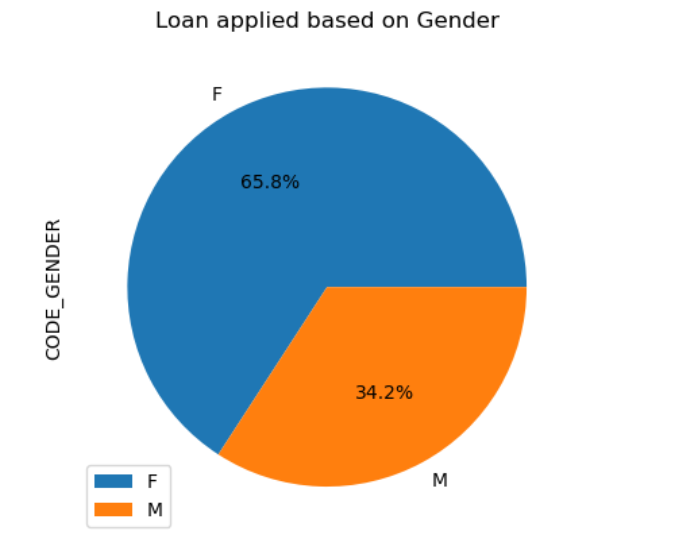 Loan applied based on Gender
F
65.8%
CODE_GENDER
34.2%
M
F
M